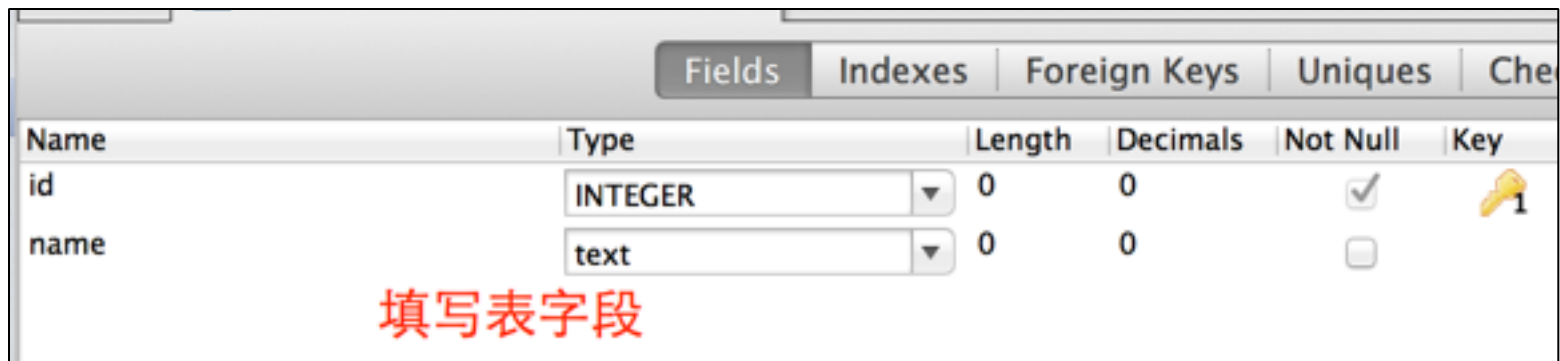 Fields Indexes Foreign Keys Uniques Che
Name Type Length Decimals Not Null Key
id INTEGER 0 0 1
name text 0 0
填写表字段